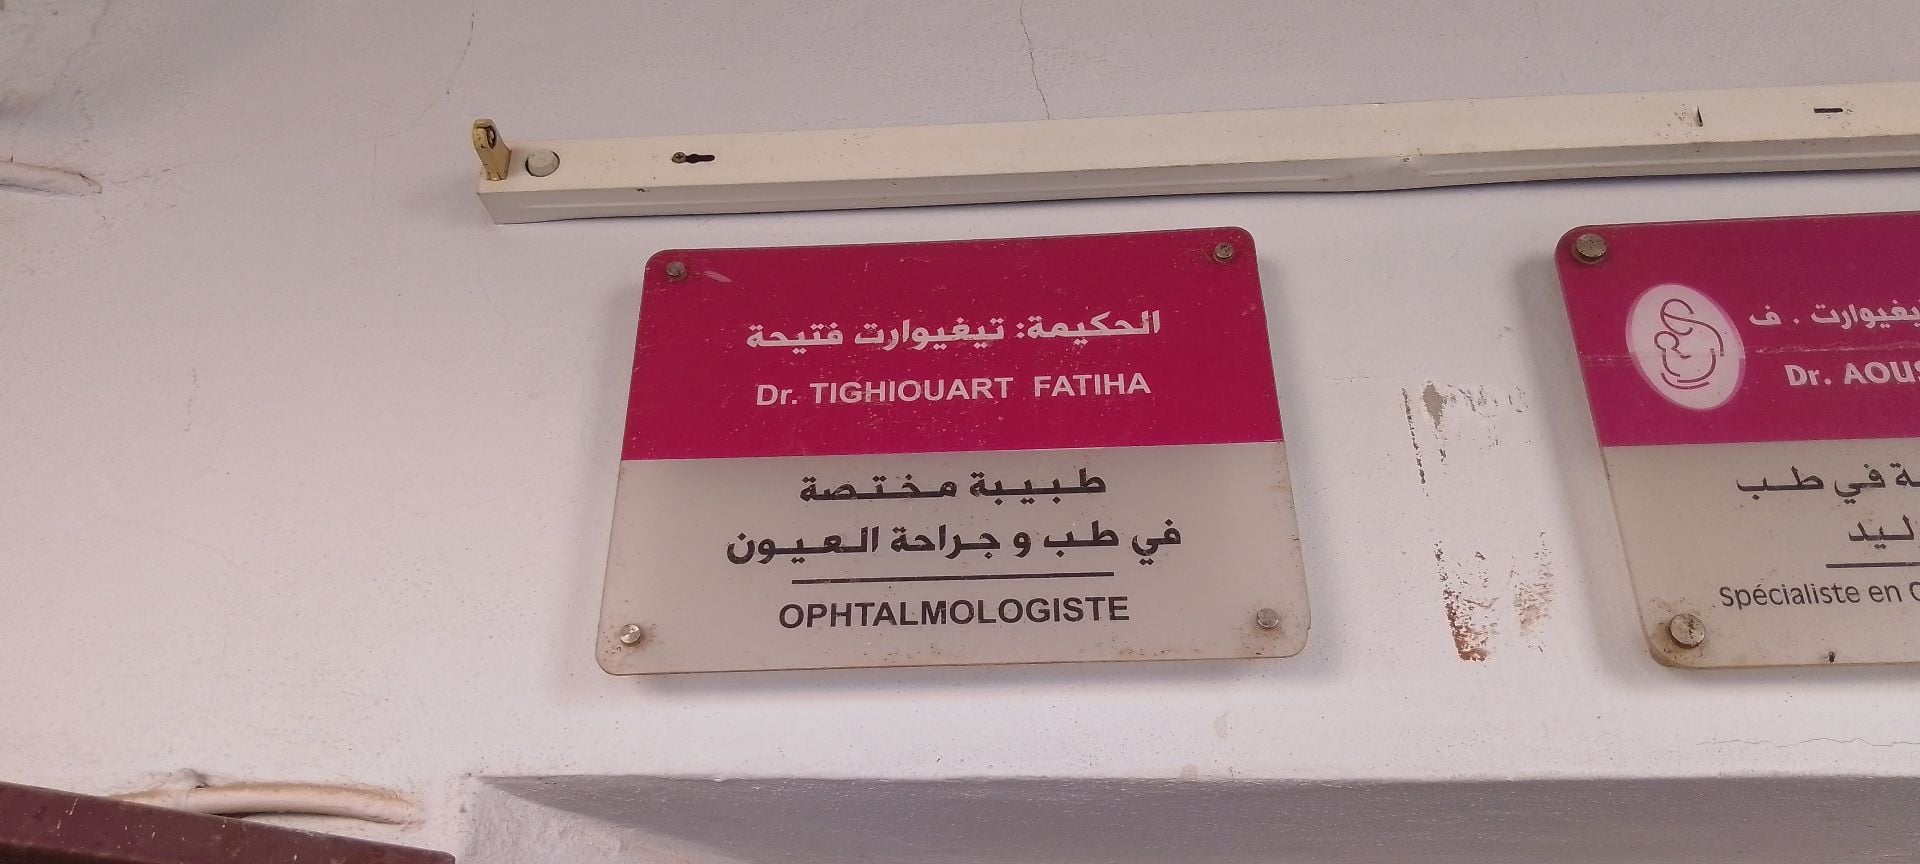 الحكيمة: تيغيوارت فتيحة
Dr. TIGHIOUART FATIHA
طبيبة مختصة
في طب و جراحة العيون
OPHTALMOLOGISTE
يغيوارت . ف
Dr. AOUS
ة في طب
ليد
Spécialiste en